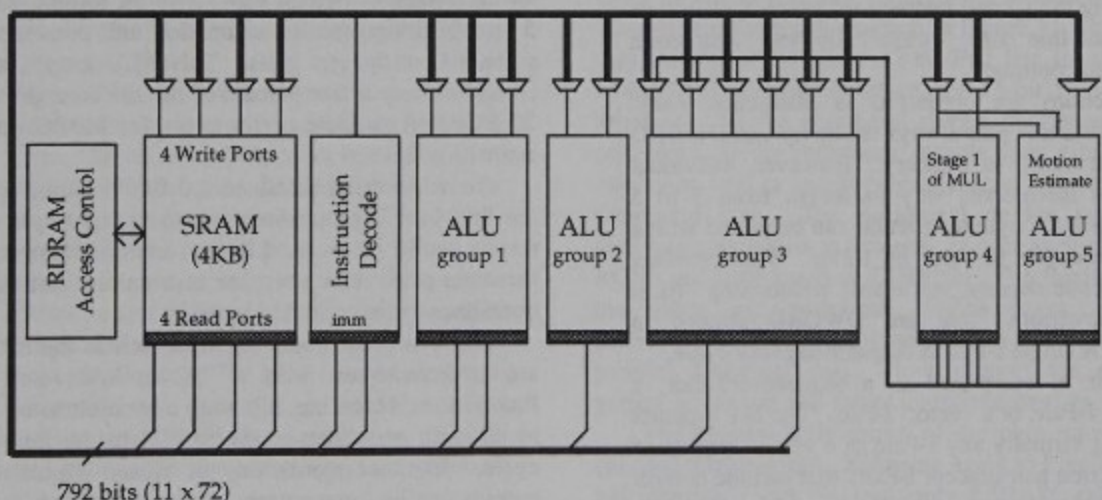 RDRAM
Access Control
4 Write Ports
SRAM
(4KB)
4 Read Ports
Instruction
Decode
imm
ALU
group 1
ALU
group 2
ALU
group 3
Stage 1
of MUL
ALU
group 4
Motion
Estimate
ALU
group 5
792 bits (11 x 72)